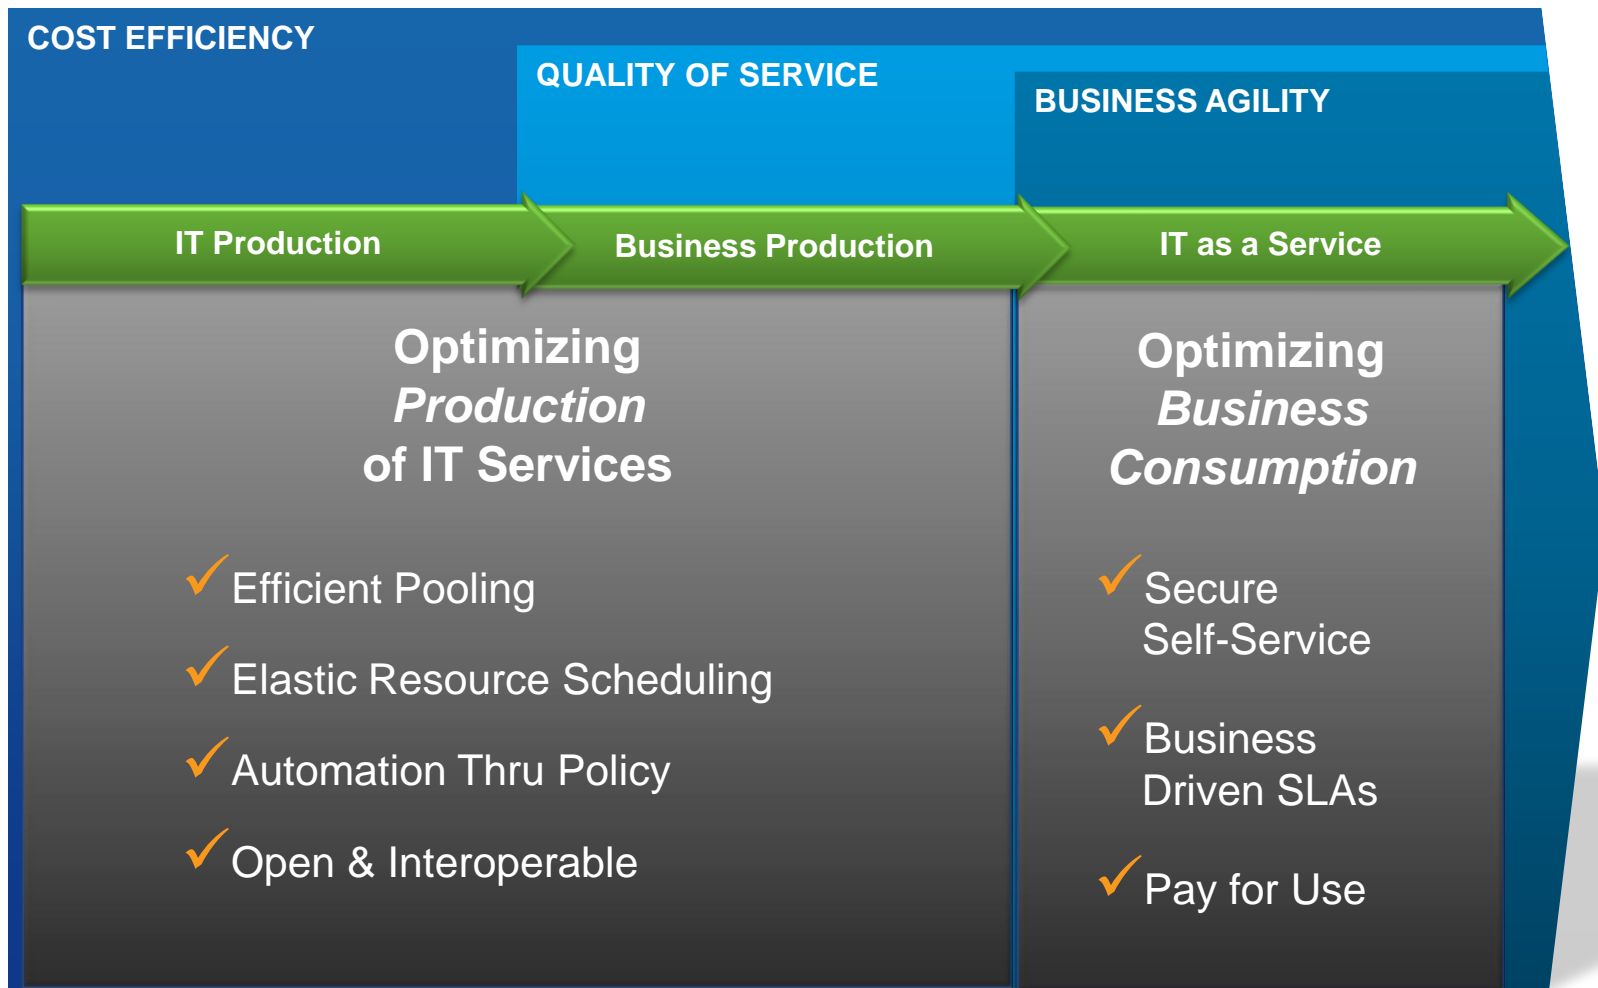 COST EFFICIENCY
QUALITY OF SERVICE
BUSINESS AGILITY
IT Production
Business Production
IT as a Service
Optimizing
Production
of IT Services
Efficient Pooling
Elastic Resource Scheduling
Automation Thru Policy
Open & Interoperable
Optimizing
Business
Consumption
Secure
Self-Service
Business
Driven SLAs
Pay for Use